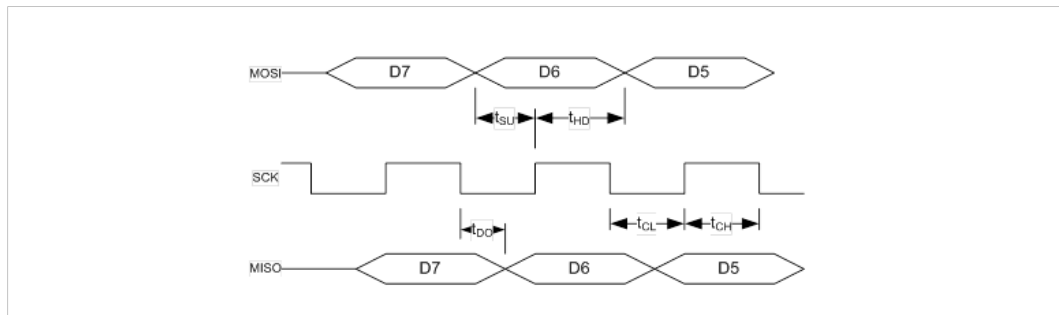 MOSI D7 D6 D5
tSU tHD
SCK
tCL tCH
tDO
MISO D7 D6 D5